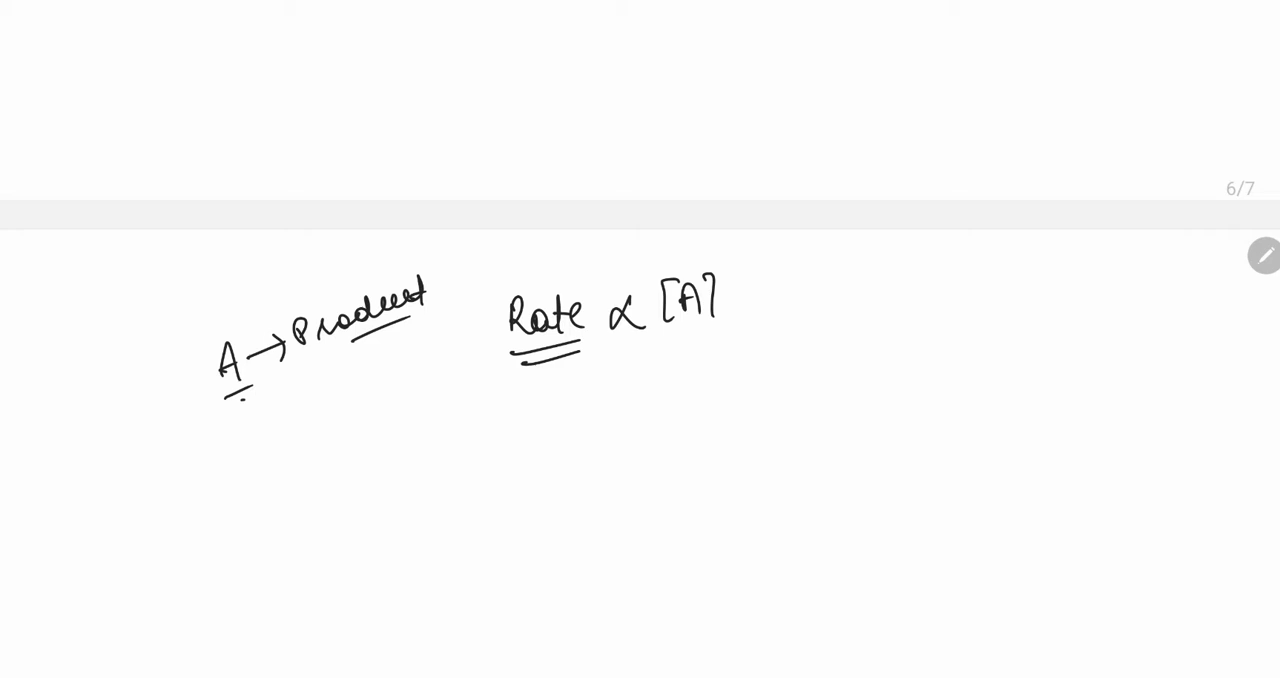 6/7
A → Product
Rate ∝ [A]